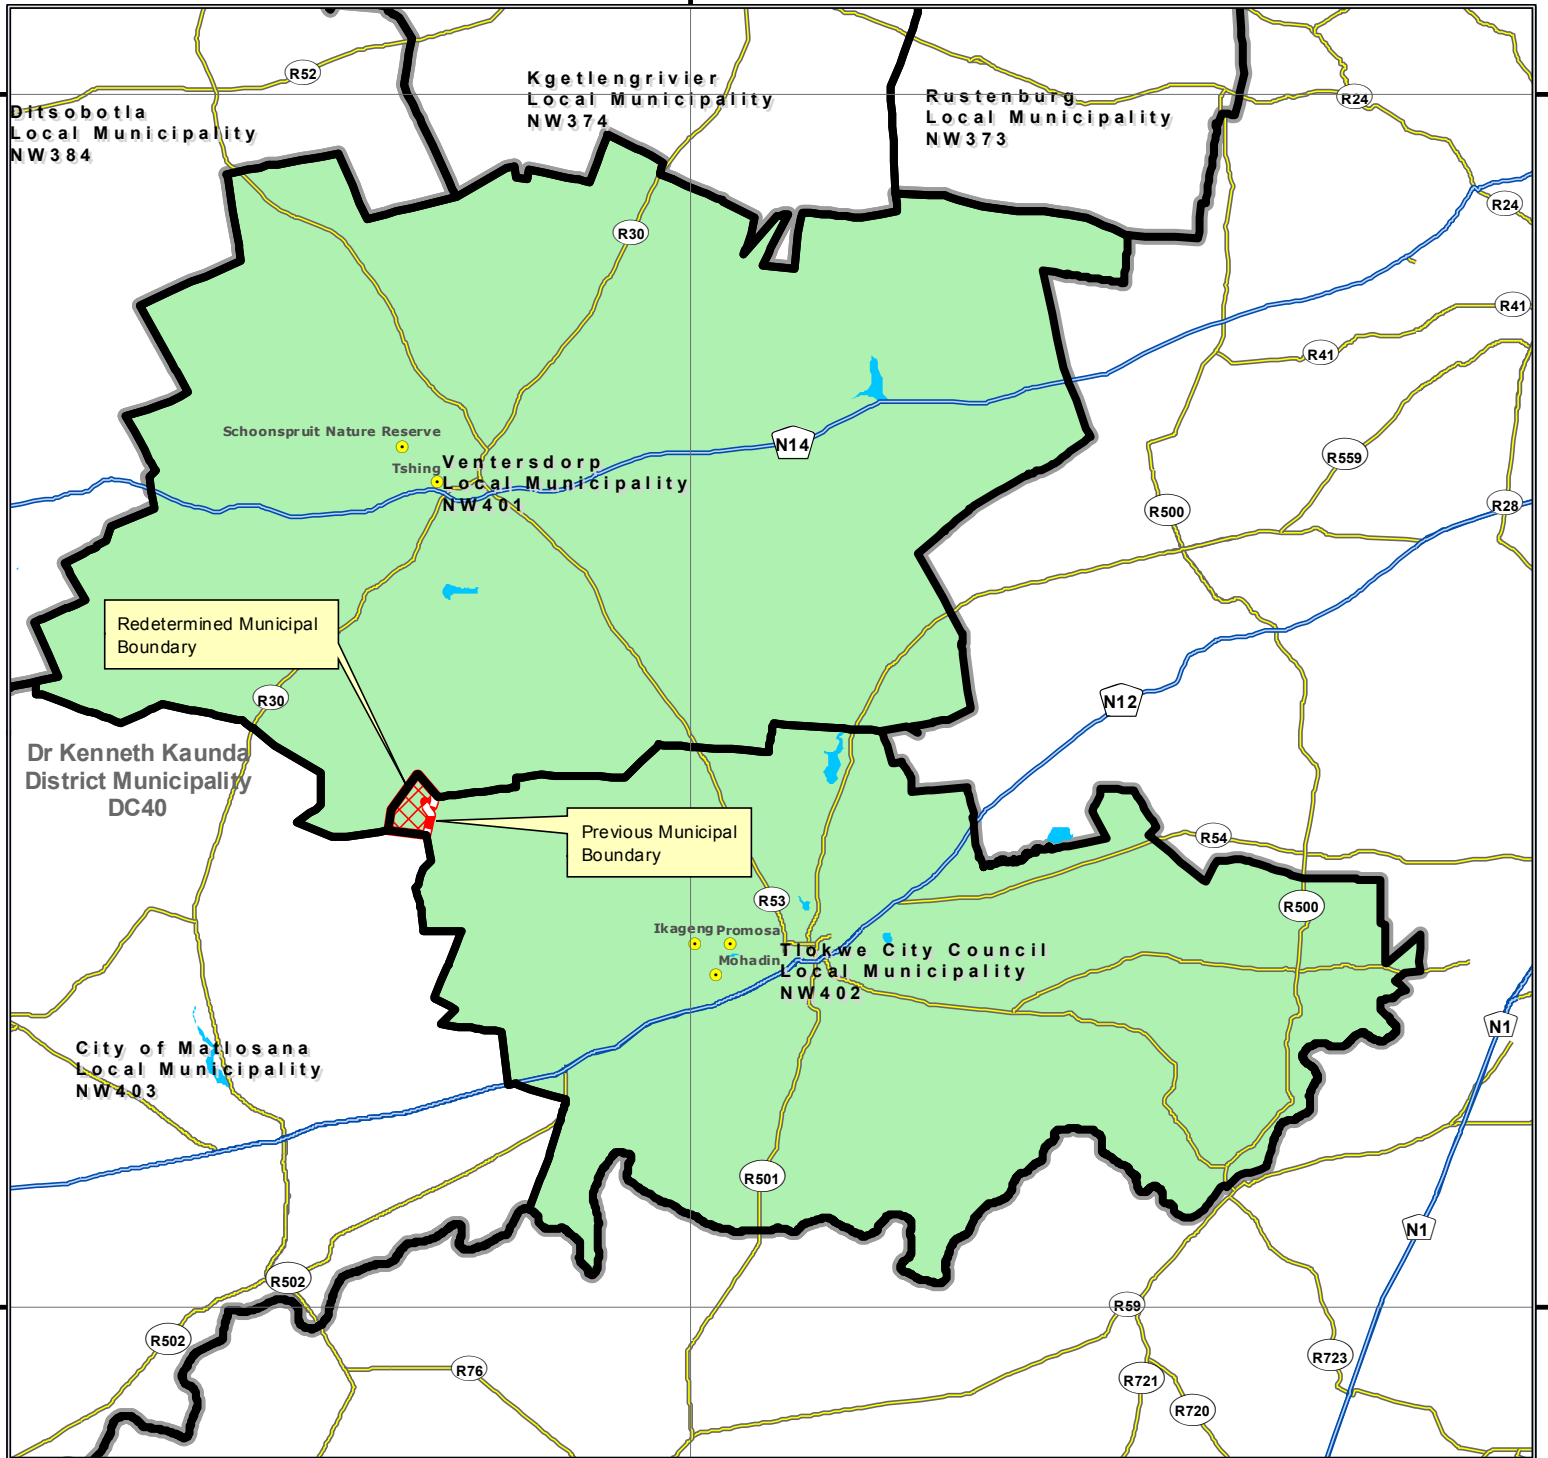 R52
Kgetlengrivier
Local Municipality
NW374
Rustenburg
Local Municipality
NW373
R24
Ditsobotla
Local Municipality
NW384
R24
R30
R41
R41
Schoonspruit Nature Reserve
N14
R559
Tshing
Ventersdorp
Local Municipality
NW401
R500
R28
Redetermined Municipal
Boundary
R30
N12
Dr Kenneth Kaunda
District Municipality
DC40
Previous Municipal
Boundary
R54
R53
R500
Ikageng
Promosa
Mohadin
Tlokwe City Council
Local Municipality
NW402
N1
City of Matlosana
Local Municipality
NW403
R501
N1
R502
R59
R502
R76
R723
R721
R720